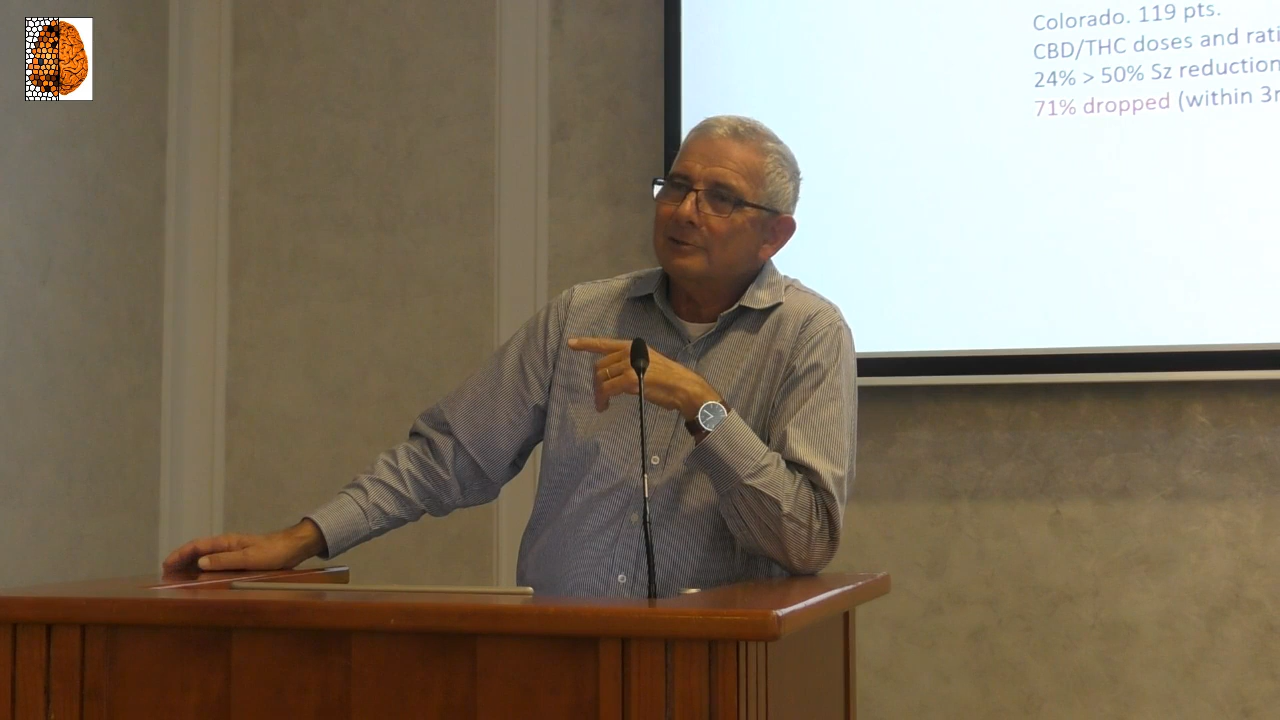 Colorado. 119 pts.
CBD/THC doses and rati
24% > 50% Sz reduction
71% dropped (within 3r